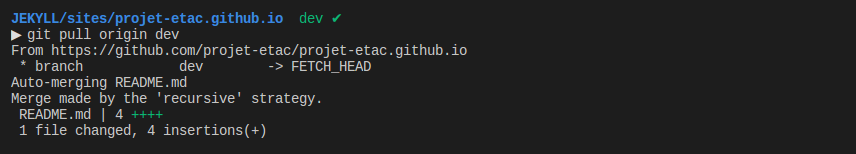 JEKYLL/sites/projet-etac.github.io  dev ✔
▶ git pull origin dev
From https://github.com/projet-etac/projet-etac.github.io
 * branch            dev        -> FETCH_HEAD
Auto-merging README.md
Merge made by the 'recursive' strategy.
 README.md | 4 ++++
 1 file changed, 4 insertions(+)